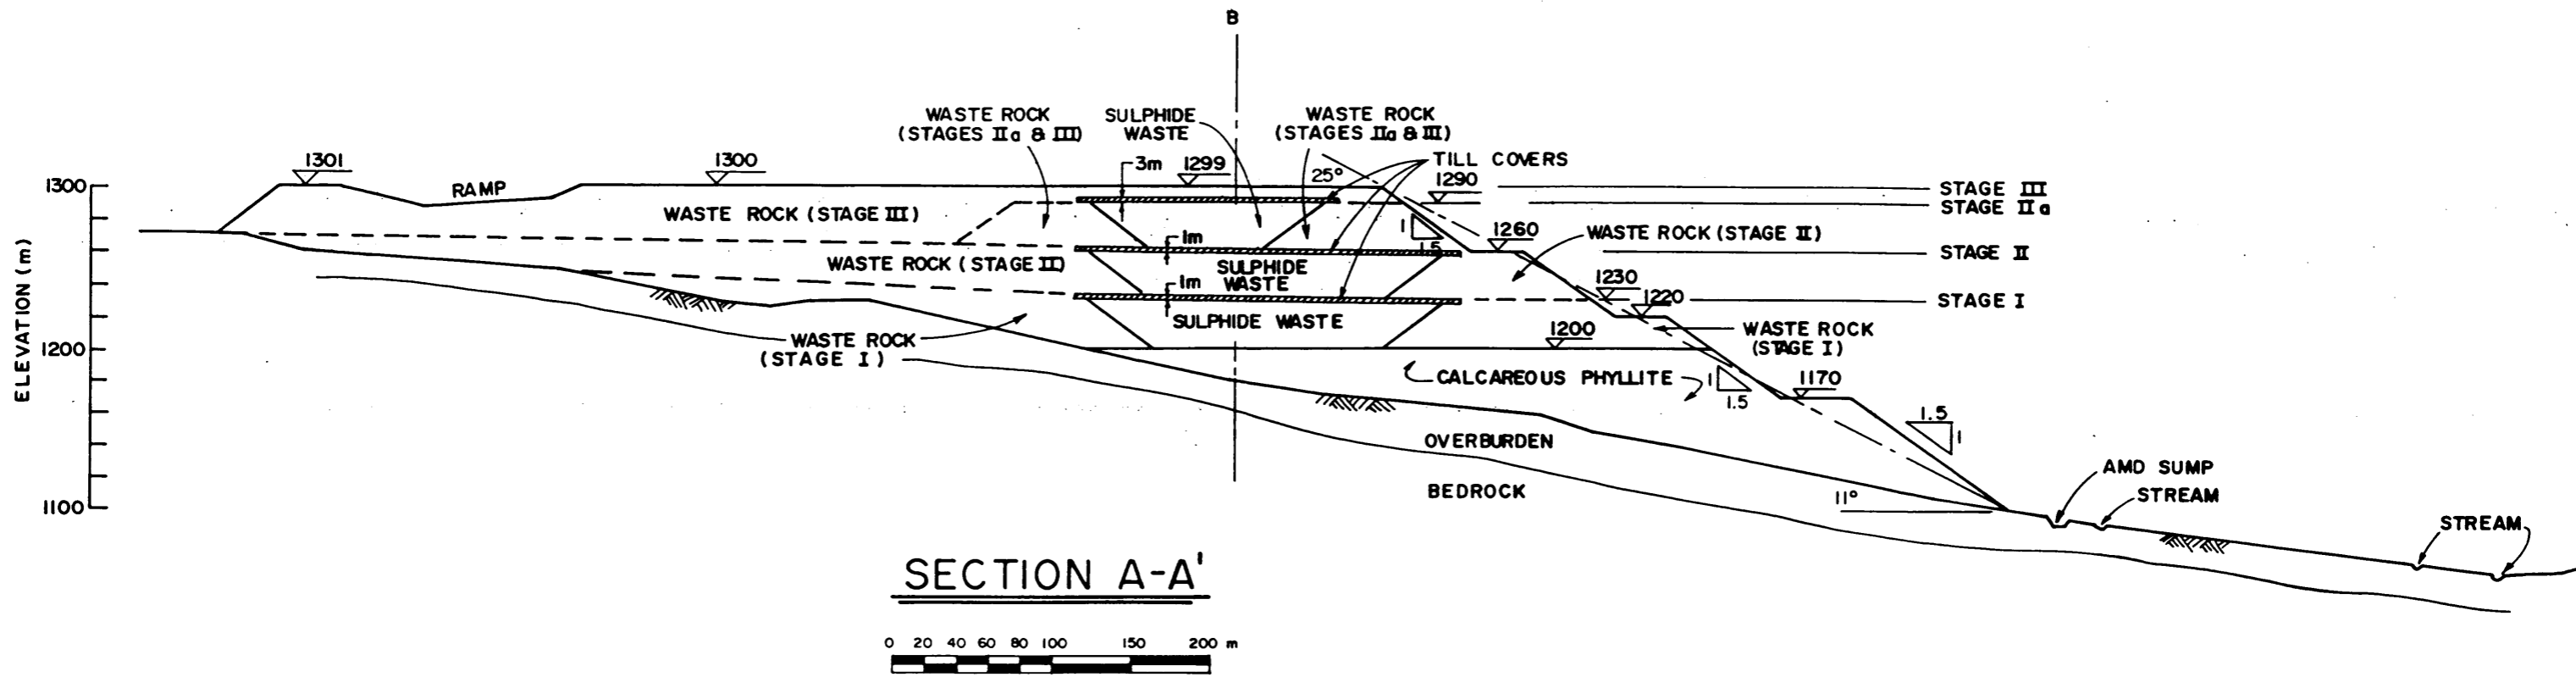 B
WASTE ROCK
(STAGES IIa & III)
SULPHIDE
WASTE
WASTE ROCK
(STAGES IIa & III)
TILL COVERS
1301
1300
3m
1299
25°
1290
1300
RAMP
STAGE III
STAGE IIa
WASTE ROCK (STAGE III)
1
1.5
1260
WASTE ROCK (STAGE II)
1m
STAGE II
WASTE ROCK (STAGE II)
SULPHIDE
WASTE
1m
1230
1220
STAGE I
SULPHIDE WASTE
ELEVATION (m)
1200
WASTE ROCK
(STAGE I)
1200
WASTE ROCK
(STAGE I)
CALCAREOUS PHYLLITE
1
1.5
1170
1.5
1
OVERBURDEN
BEDROCK
11°
AMD SUMP
STREAM
STREAM
1100
SECTION A-A'
0 20 40 60 80 100 150 200 m